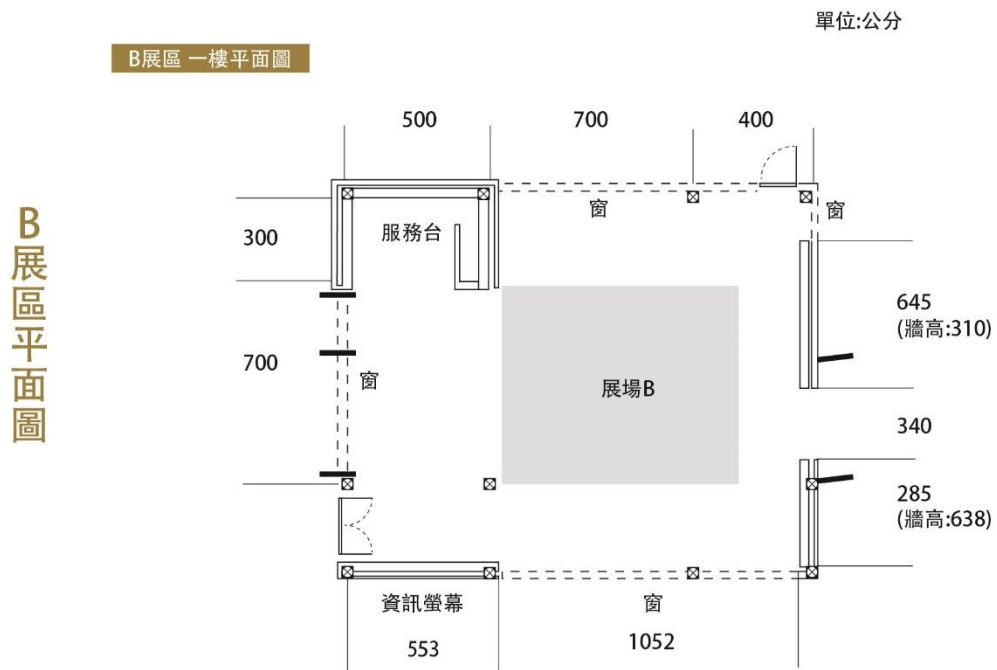 單位:公分
B展區 一樓平面圖
B展區平面圖
500
700
400
窗
窗
服務台
300
645
(牆高:310)
700
窗
展場B
340
285
(牆高:638)
資訊螢幕
窗
553
1052